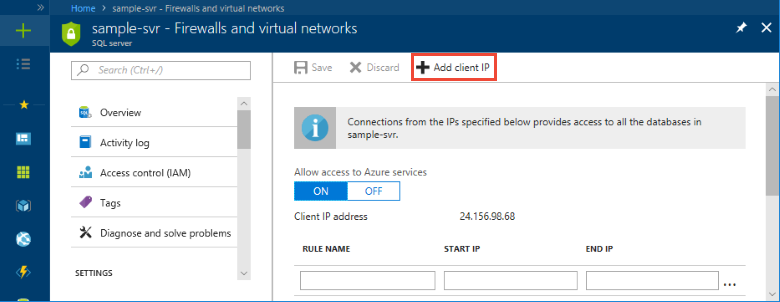 Home > sample-svr - Firewalls and virtual networks
sample-svr - Firewalls and virtual networks
SQL server
Search (Ctrl+/)
Overview
Activity log
Access control (IAM)
Tags
Diagnose and solve problems
SETTINGS
Save Discard Add client IP
Connections from the IPs specified below provides access to all the databases in
sample-svr.
Allow access to Azure services
ON OFF
Client IP address 24.156.98.68
RULE NAME START IP END IP
...